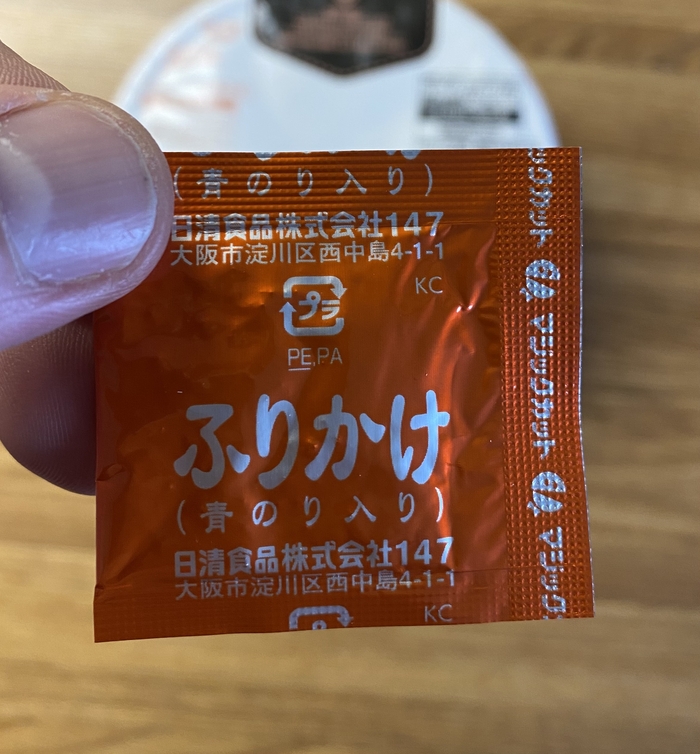 (青のり入り)
日清食品株式会社147
大阪市淀川区西中島4-1-1
KC
プラ
PE,PA
ふりかけ
(青のり入り)
日清食品株式会社147
大阪市淀川区西中島4-1-1
KC
マジックカット
マジックカット